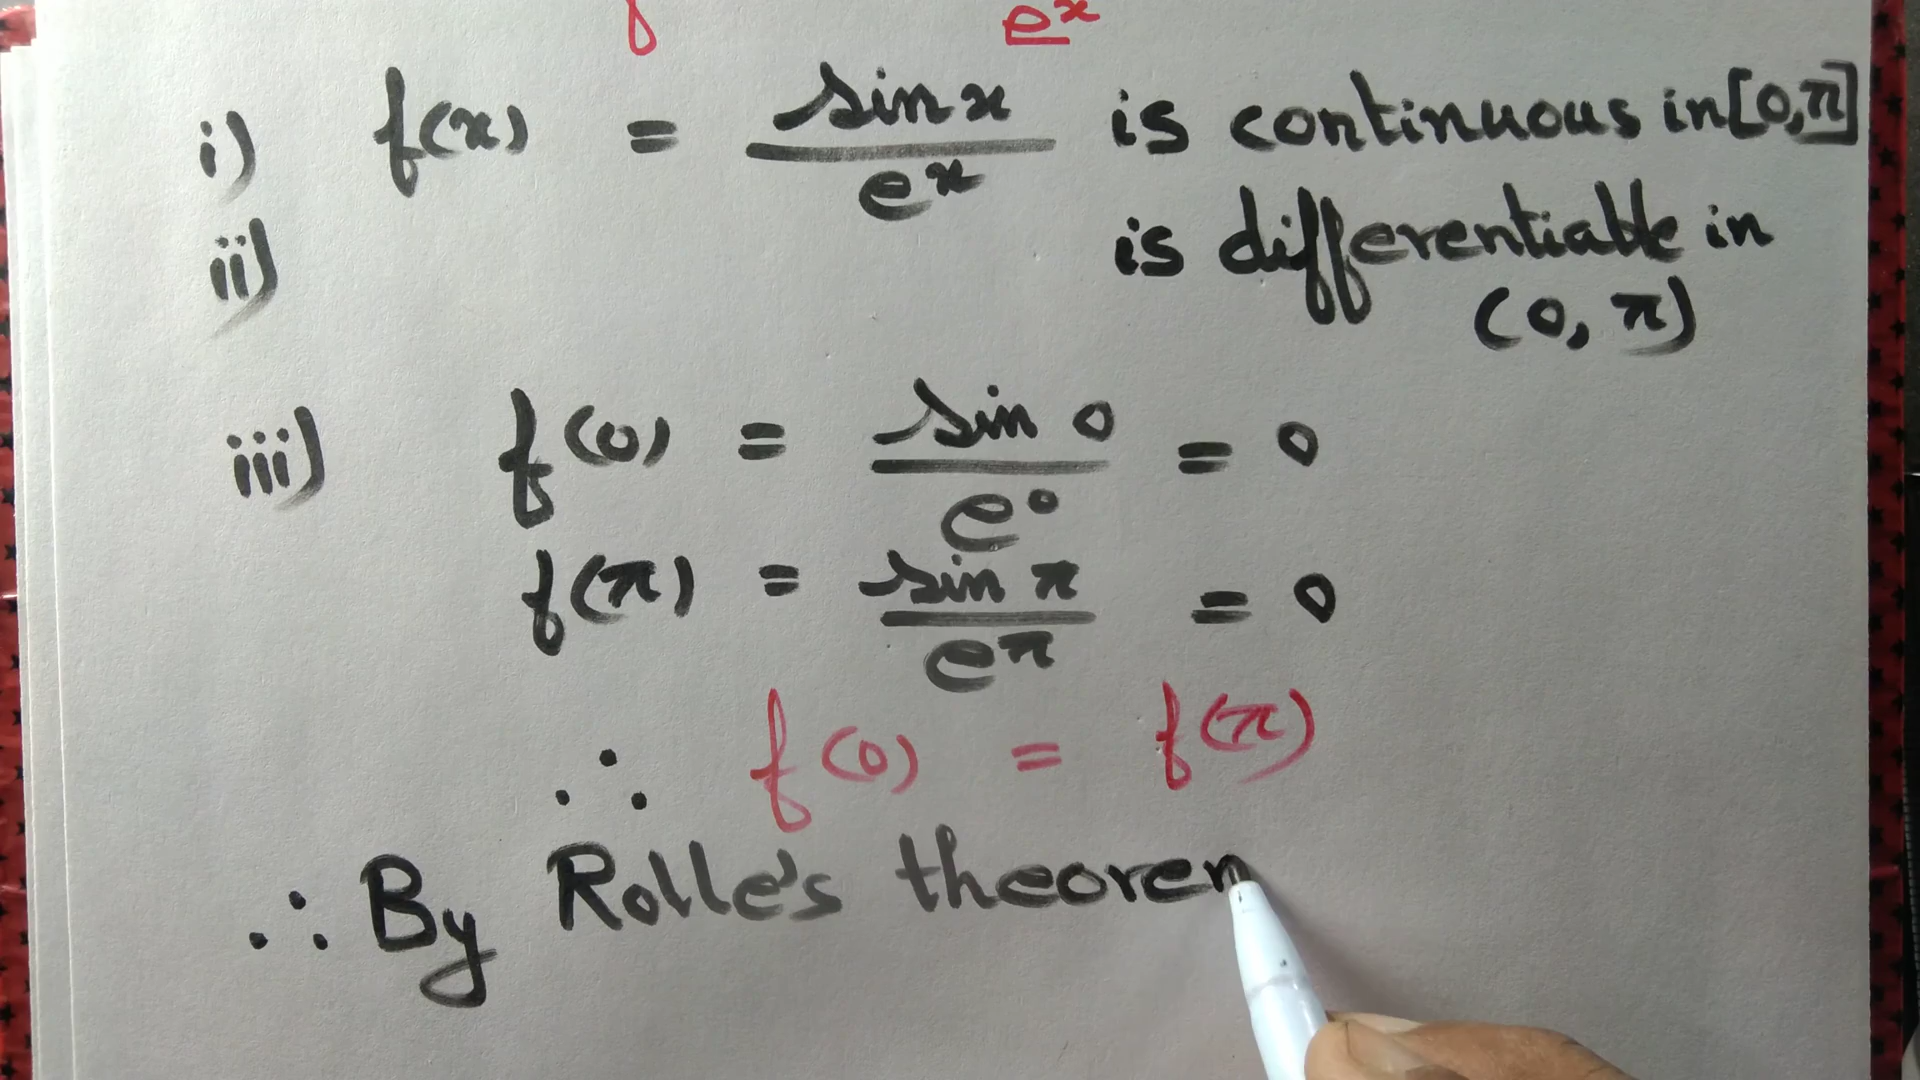 e^x
i) f(x) = sin x / e^x is continuous in [0, π]
ii) is differentiable in
(0, π)
iii) f(0) = sin 0 / e^0 = 0
f(π) = sin π / e^π = 0
∴ f(0) = f(π)
∴ By Rolle's theorem